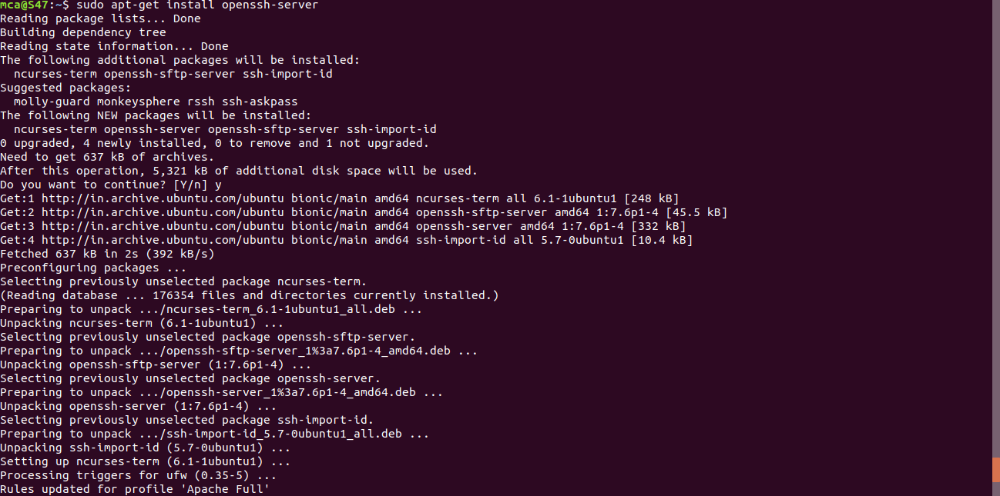 mca@S47:~$ sudo apt-get install openssh-server
Reading package lists... Done
Building dependency tree
Reading state information... Done
The following additional packages will be installed:
  ncurses-term openssh-sftp-server ssh-import-id
Suggested packages:
  molly-guard monkeysphere rssh ssh-askpass
The following NEW packages will be installed:
  ncurses-term openssh-server openssh-sftp-server ssh-import-id
0 upgraded, 4 newly installed, 0 to remove and 1 not upgraded.
Need to get 637 kB of archives.
After this operation, 5,321 kB of additional disk space will be used.
Do you want to continue? [Y/n] y
Get:1 http://in.archive.ubuntu.com/ubuntu bionic/main amd64 ncurses-term all 6.1-1ubuntu1 [248 kB]
Get:2 http://in.archive.ubuntu.com/ubuntu bionic/main amd64 openssh-sftp-server amd64 1:7.6p1-4 [45.5 kB]
Get:3 http://in.archive.ubuntu.com/ubuntu bionic/main amd64 openssh-server amd64 1:7.6p1-4 [332 kB]
Get:4 http://in.archive.ubuntu.com/ubuntu bionic/main amd64 ssh-import-id all 5.7-0ubuntu1 [10.4 kB]
Fetched 637 kB in 2s (392 kB/s)
Preconfiguring packages ...
Selecting previously unselected package ncurses-term.
(Reading database ... 176354 files and directories currently installed.)
Preparing to unpack .../ncurses-term_6.1-1ubuntu1_all.deb ...
Unpacking ncurses-term (6.1-1ubuntu1) ...
Selecting previously unselected package openssh-sftp-server.
Preparing to unpack .../openssh-sftp-server_1%3a7.6p1-4_amd64.deb ...
Unpacking openssh-sftp-server (1:7.6p1-4) ...
Selecting previously unselected package openssh-server.
Preparing to unpack .../openssh-server_1%3a7.6p1-4_amd64.deb ...
Unpacking openssh-server (1:7.6p1-4) ...
Selecting previously unselected package ssh-import-id.
Preparing to unpack .../ssh-import-id_5.7-0ubuntu1_all.deb ...
Unpacking ssh-import-id (5.7-0ubuntu1) ...
Setting up ncurses-term (6.1-1ubuntu1) ...
Processing triggers for ufw (0.35-5) ...
Rules updated for profile 'Apache Full'